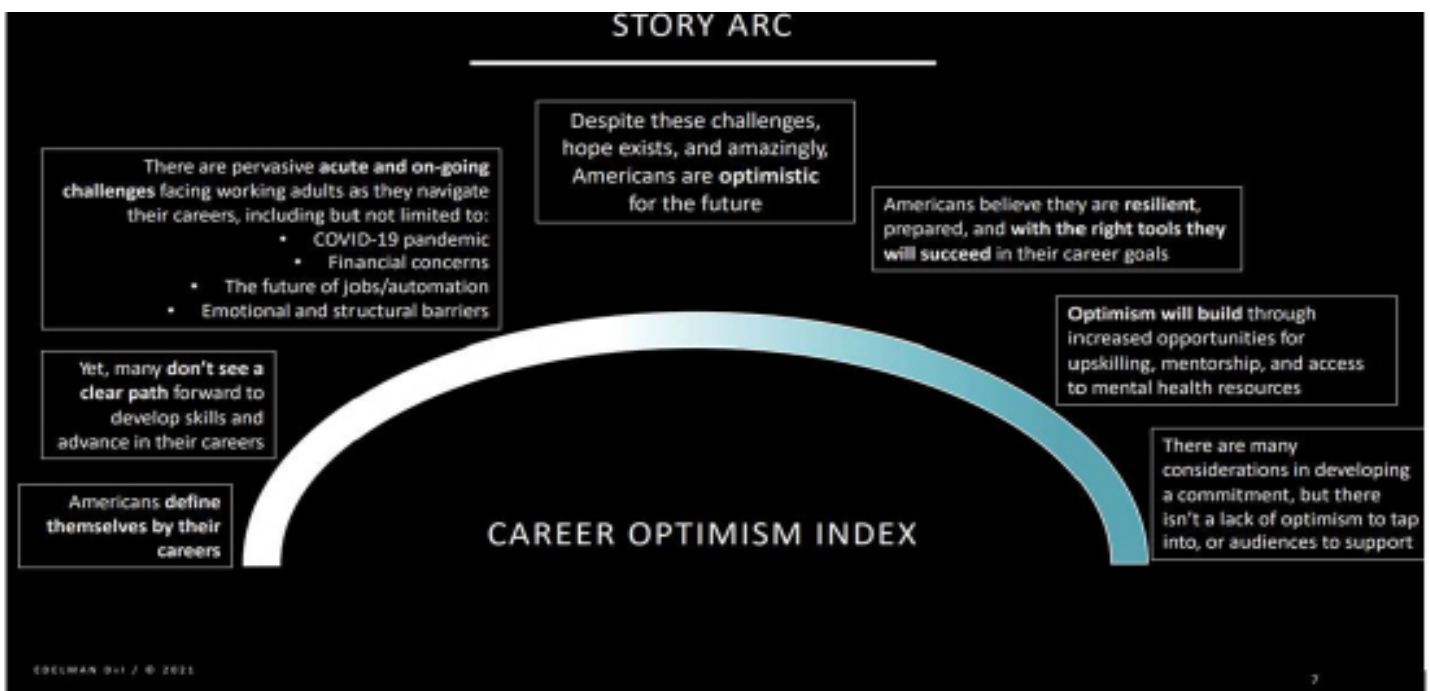 STORY ARC
Despite these challenges,
hope exists, and amazingly,
Americans are optimistic
for the future
There are pervasive acute and on-going
challenges facing working adults as they navigate
their careers, including but not limited to:
• COVID-19 pandemic
• Financial concerns
• The future of jobs/automation
• Emotional and structural barriers
Americans believe they are resilient,
prepared, and with the right tools they
will succeed in their career goals
Optimism will build through
increased opportunities for
upskilling, mentorship, and access
to mental health resources
Yet, many don't see a
clear path forward to
develop skills and
advance in their careers
There are many
considerations in developing
a commitment, but there
isn't a lack of optimism to tap
into, or audiences to support
Americans define
themselves by their
careers
CAREER OPTIMISM INDEX
EDELMAN DxI / © 2021
7